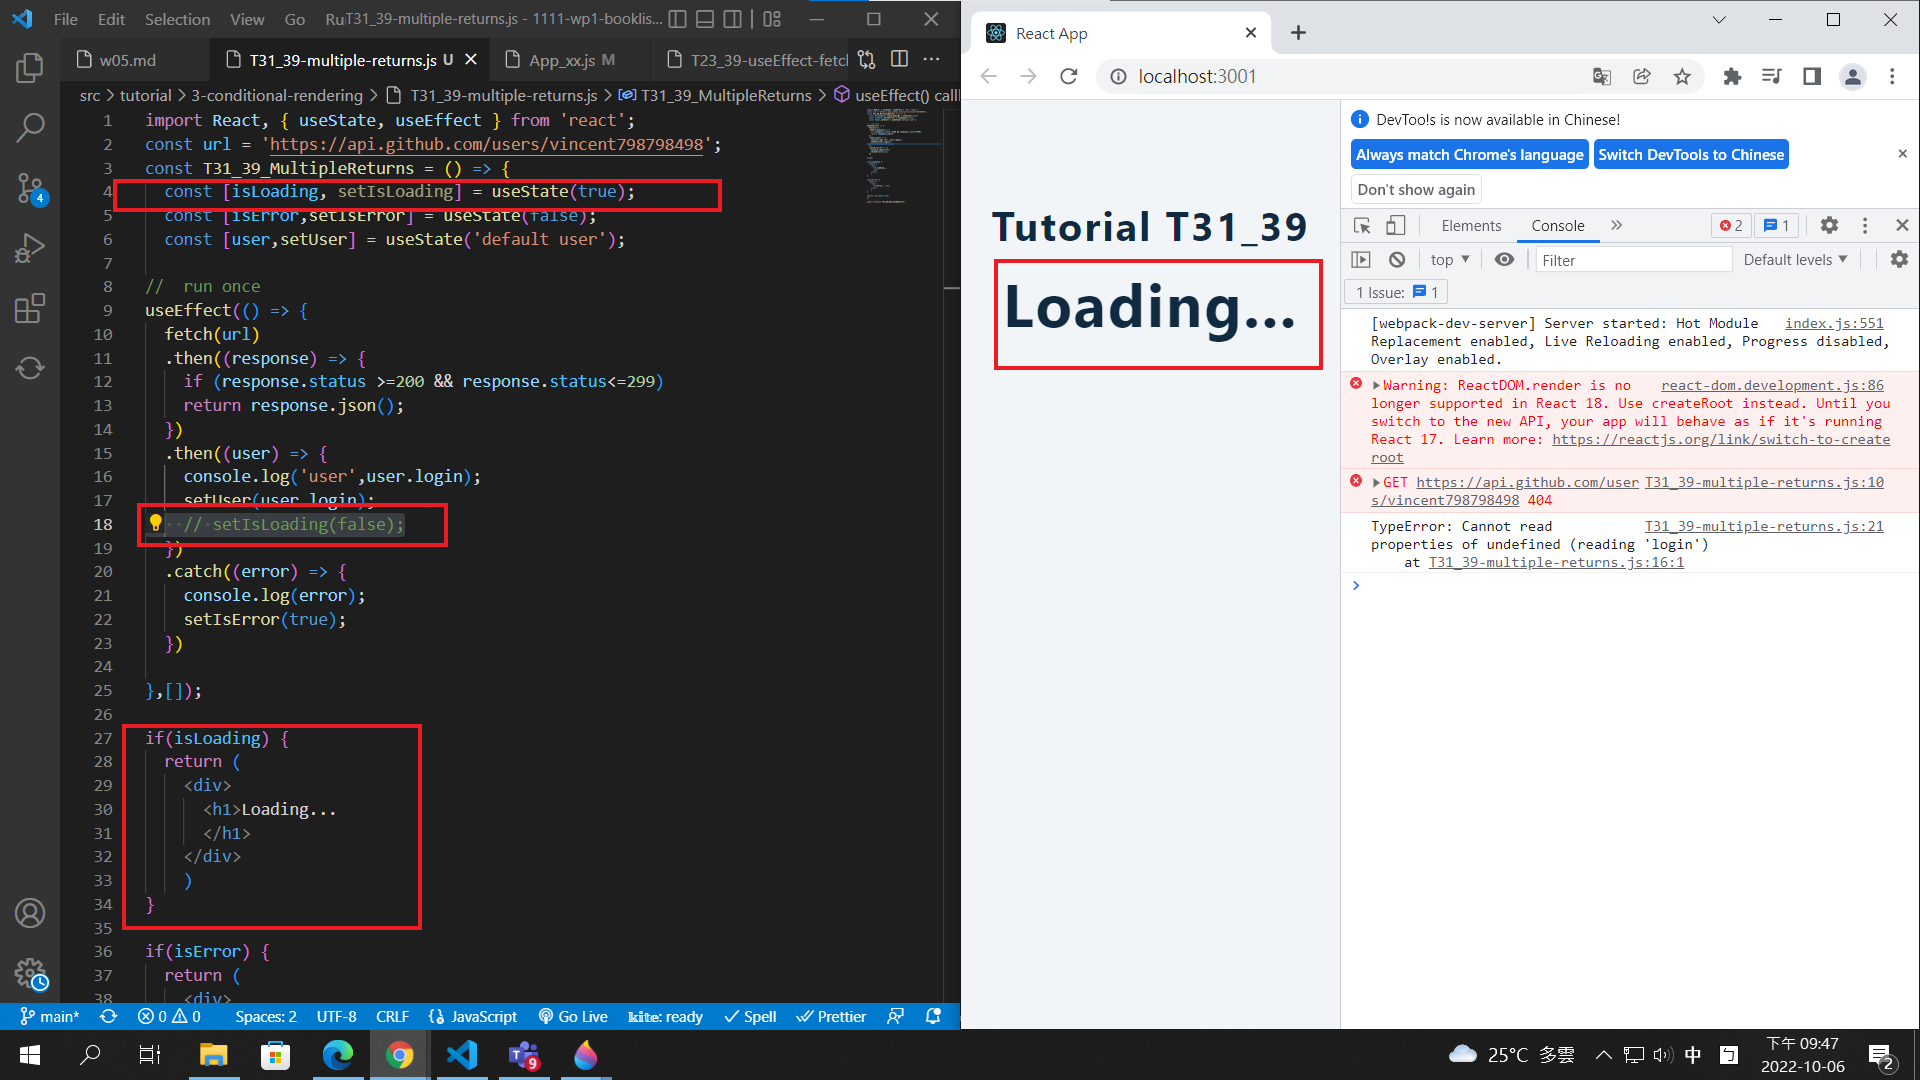 File Edit Selection View Go Ru T31_39-multiple-returns.js - 1111-wp1-booklis...
w05.md T31_39-multiple-returns.js U App_xx.js M T23_39-useEffect-fetch
src > tutorial > 3-conditional-rendering > T31_39-multiple-returns.js > T31_39_MultipleReturns > useEffect() call
1 import React, { useState, useEffect } from 'react';
2 const url = 'https://api.github.com/users/vincent798798498';
3 const T31_39_MultipleReturns = () => {
4 const [isLoading, setIsLoading] = useState(true);
5 const [isError,setIsError] = useState(false);
6 const [user,setUser] = useState('default user');
7
8 // run once
9 useEffect(() => {
10 fetch(url)
11 .then((response) => {
12 if (response.status >=200 && response.status<=299)
13 return response.json();
14 })
15 .then((user) => {
16 console.log('user',user.login);
17 setUser(user.login);
18 // setIsLoading(false);
19 })
20 .catch((error) => {
21 console.log(error);
22 setIsError(true);
23 })
24
25 },[]);
26
27 if(isLoading) {
28 return (
29 <div>
30 <h1>Loading...
31 </h1>
32 </div>
33 )
34 }
35
36 if(isError) {
37 return (
38 <div>
4
main* 0 0 Spaces: 2 UTF-8 CRLF JavaScript Go Live kite: ready Spell Prettier
React App
localhost:3001
Tutorial T31_39
Loading...
DevTools is now available in Chinese!
Always match Chrome's language Switch DevTools to Chinese
Don't show again
Elements Console 2 1
top Filter Default levels
1 Issue: 1
[webpack-dev-server] Server started: Hot Module index.js:551
Replacement enabled, Live Reloading enabled, Progress disabled,
Overlay enabled.
Warning: ReactDOM.render is no react-dom.development.js:86
longer supported in React 18. Use createRoot instead. Until you
switch to the new API, your app will behave as if it's running
React 17. Learn more: https://reactjs.org/link/switch-to-create
root
GET https://api.github.com/user T31_39-multiple-returns.js:10
s/vincent798798498 404
TypeError: Cannot read T31_39-multiple-returns.js:21
properties of undefined (reading 'login')
at T31_39-multiple-returns.js:16:1
9
25°C 多雲 中 下午 09:47
2022-10-06
2